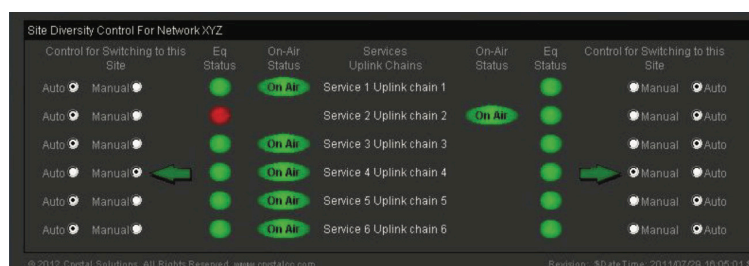 Site Diversity Control For Network XYZ
Control for Switching to this Site Eq Status On-Air Status Services Uplink Chains On-Air Status Eq Status Control for Switching to this Site
Auto Manual On Air Service 1 Uplink chain 1 Manual Auto
Auto Manual Service 2 Uplink chain 2 On Air Manual Auto
Auto Manual On Air Service 3 Uplink chain 3 Manual Auto
Auto Manual On Air Service 4 Uplink chain 4 Manual Auto
Auto Manual On Air Service 5 Uplink chain 5 Manual Auto
Auto Manual On Air Service 6 Uplink chain 6 Manual Auto
© 2012 Crystal Solutions. All Rights Reserved. www.crystalcc.com Revision: $DateTime: 2011/07/29 16:05:01